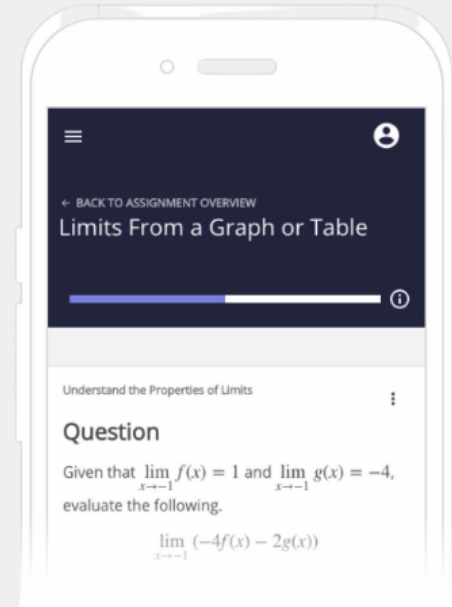 ← BACK TO ASSIGNMENT OVERVIEW
Limits From a Graph or Table
Understand the Properties of Limits
Question
Given that lim x→−1 f(x) = 1 and lim x→−1 g(x) = −4,
evaluate the following.
lim x→−1 (−4f(x) − 2g(x))